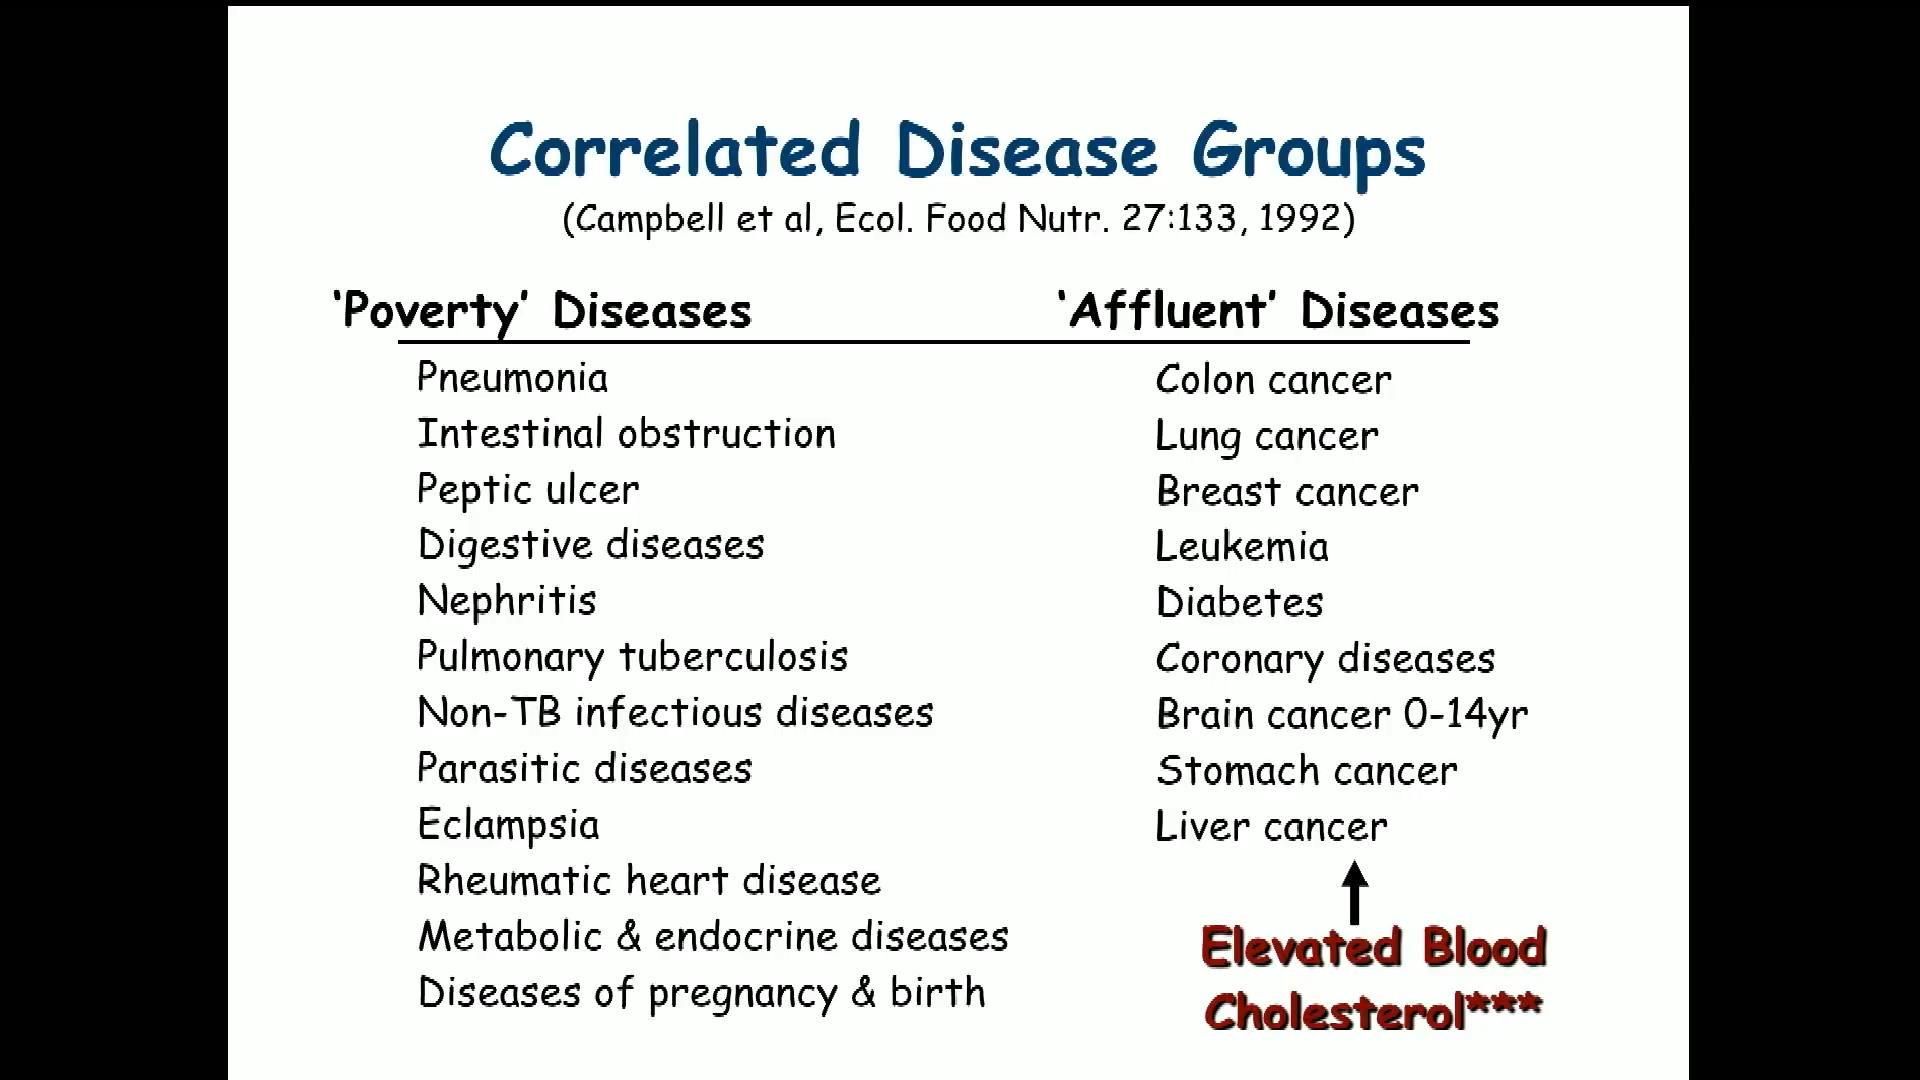 Correlated Disease Groups
(Campbell et al, Ecol. Food Nutr. 27:133, 1992)
‘Poverty’ Diseases
Pneumonia
Intestinal obstruction
Peptic ulcer
Digestive diseases
Nephritis
Pulmonary tuberculosis
Non-TB infectious diseases
Parasitic diseases
Eclampsia
Rheumatic heart disease
Metabolic & endocrine diseases
Diseases of pregnancy & birth
‘Affluent’ Diseases
Colon cancer
Lung cancer
Breast cancer
Leukemia
Diabetes
Coronary diseases
Brain cancer 0-14yr
Stomach cancer
Liver cancer
Elevated Blood
Cholesterol***